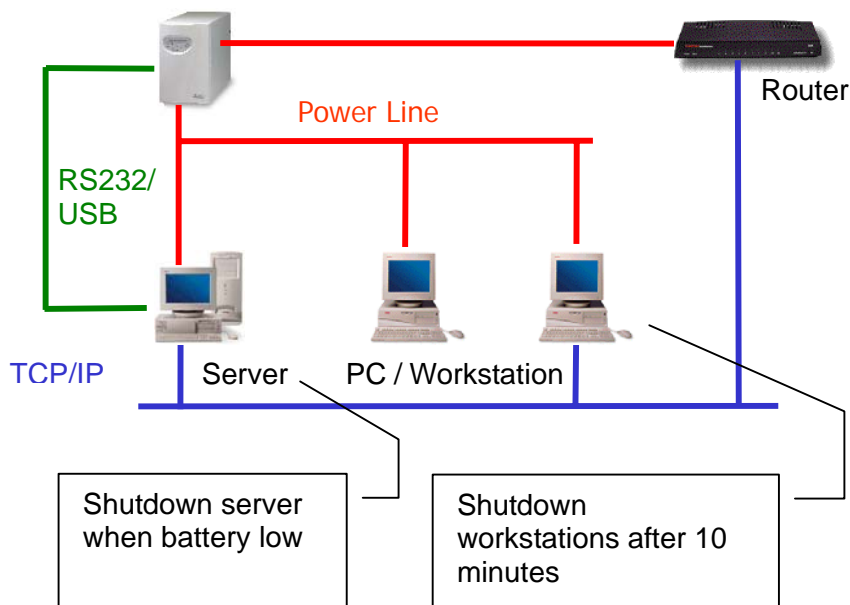 Router
Power Line
RS232/
USB
TCP/IP
Server
PC / Workstation
Shutdown server
when battery low
Shutdown
workstations after 10
minutes